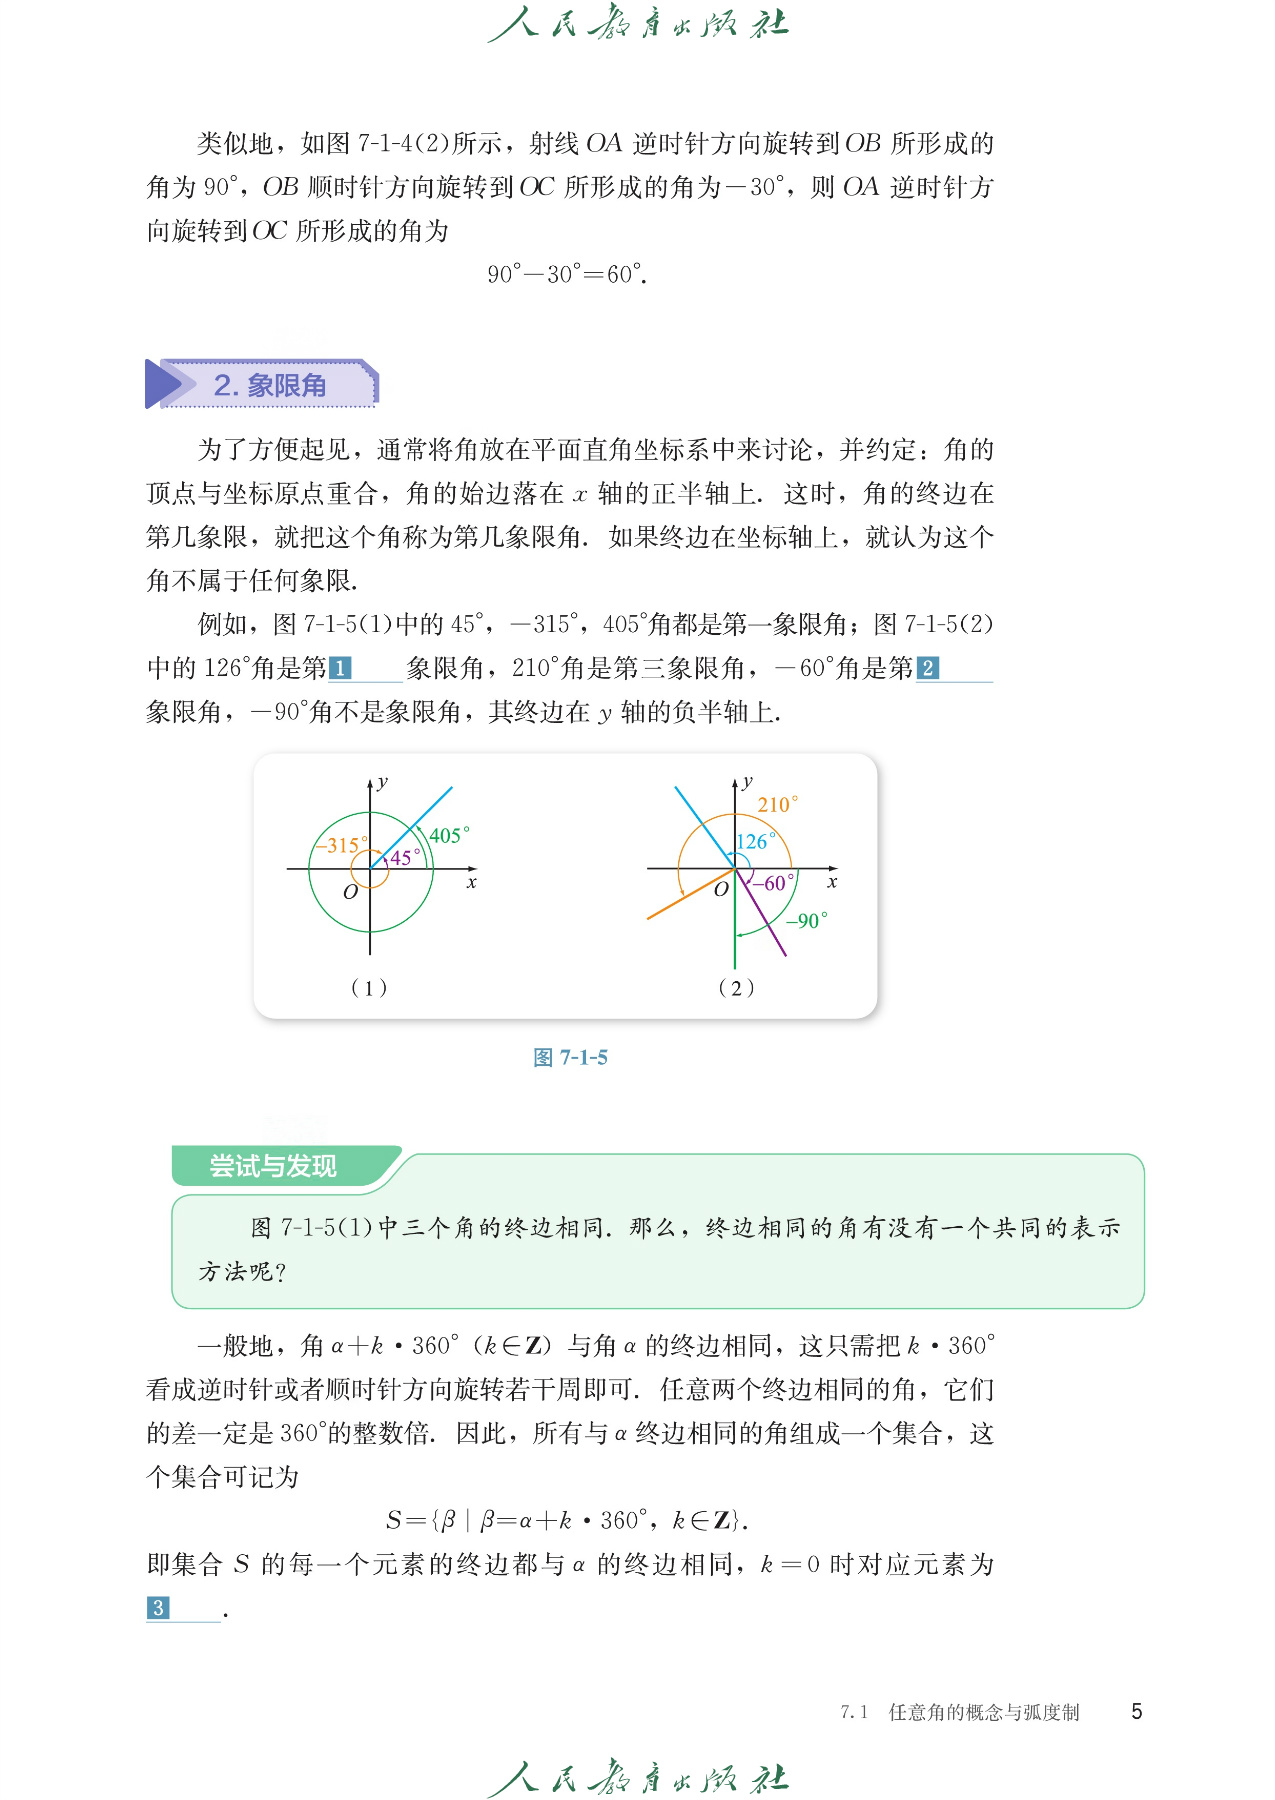 人民教育出版社
类似地，如图 7-1-4(2)所示，射线 OA 逆时针方向旋转到 OB 所形成的
角为 90°，OB 顺时针方向旋转到 OC 所形成的角为－30°，则 OA 逆时针方
向旋转到 OC 所形成的角为
90°－30°＝60°.
2. 象限角
为了方便起见，通常将角放在平面直角坐标系中来讨论，并约定：角的
顶点与坐标原点重合，角的始边落在 x 轴的正半轴上. 这时，角的终边在
第几象限，就把这个角称为第几象限角. 如果终边在坐标轴上，就认为这个
角不属于任何象限.
例如，图 7-1-5(1)中的 45°，－315°，405°角都是第一象限角；图 7-1-5(2)
中的 126°角是第 1 ____ 象限角，210°角是第三象限角，－60°角是第 2 ____
象限角，－90°角不是象限角，其终边在 y 轴的负半轴上.
y
405°
−315°
45°
O
x
（1）
y
210°
126°
O
−60°
x
−90°
（2）
图 7-1-5
尝试与发现
图 7-1-5(1)中三个角的终边相同. 那么，终边相同的角有没有一个共同的表示
方法呢？
一般地，角 α＋k·360°（k∈Z）与角 α 的终边相同，这只需把 k·360°
看成逆时针或者顺时针方向旋转若干周即可. 任意两个终边相同的角，它们
的差一定是 360°的整数倍. 因此，所有与 α 终边相同的角组成一个集合，这
个集合可记为
S＝{β | β＝α＋k·360°，k∈Z}.
即集合 S 的每一个元素的终边都与 α 的终边相同，k＝0 时对应元素为
3 ____ .
7.1 任意角的概念与弧度制 5
人民教育出版社